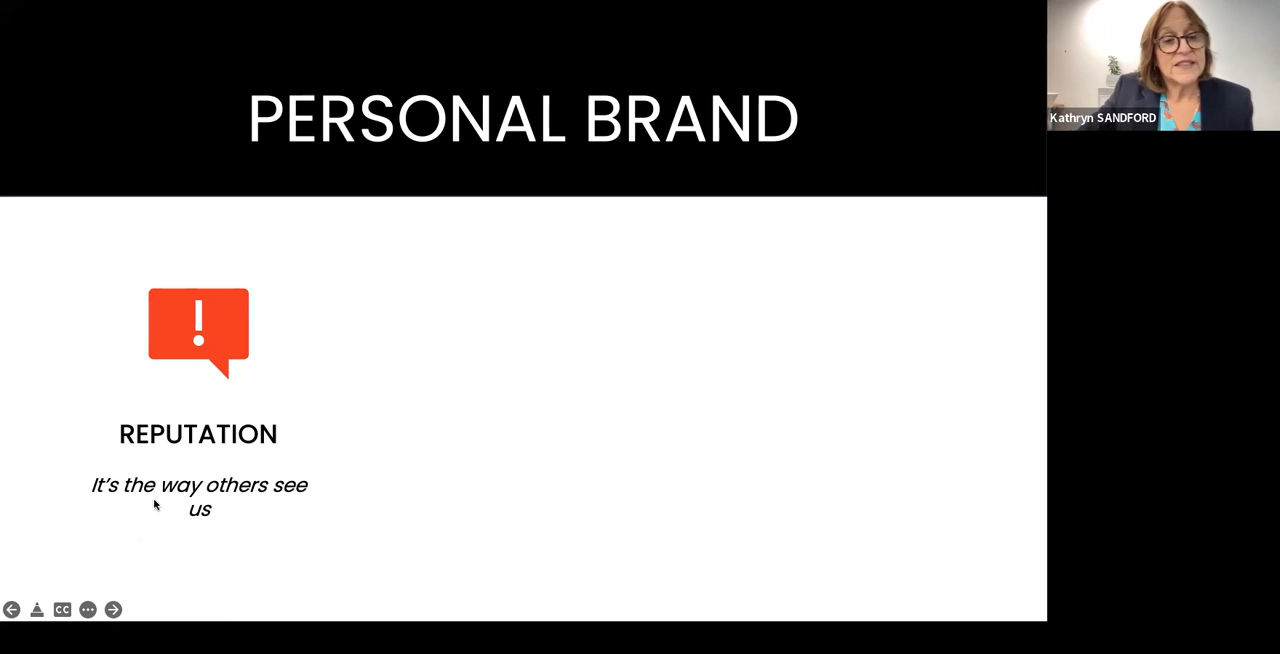 PERSONAL BRAND
Kathryn SANDFORD
!
REPUTATION
It's the way others see
us
CC